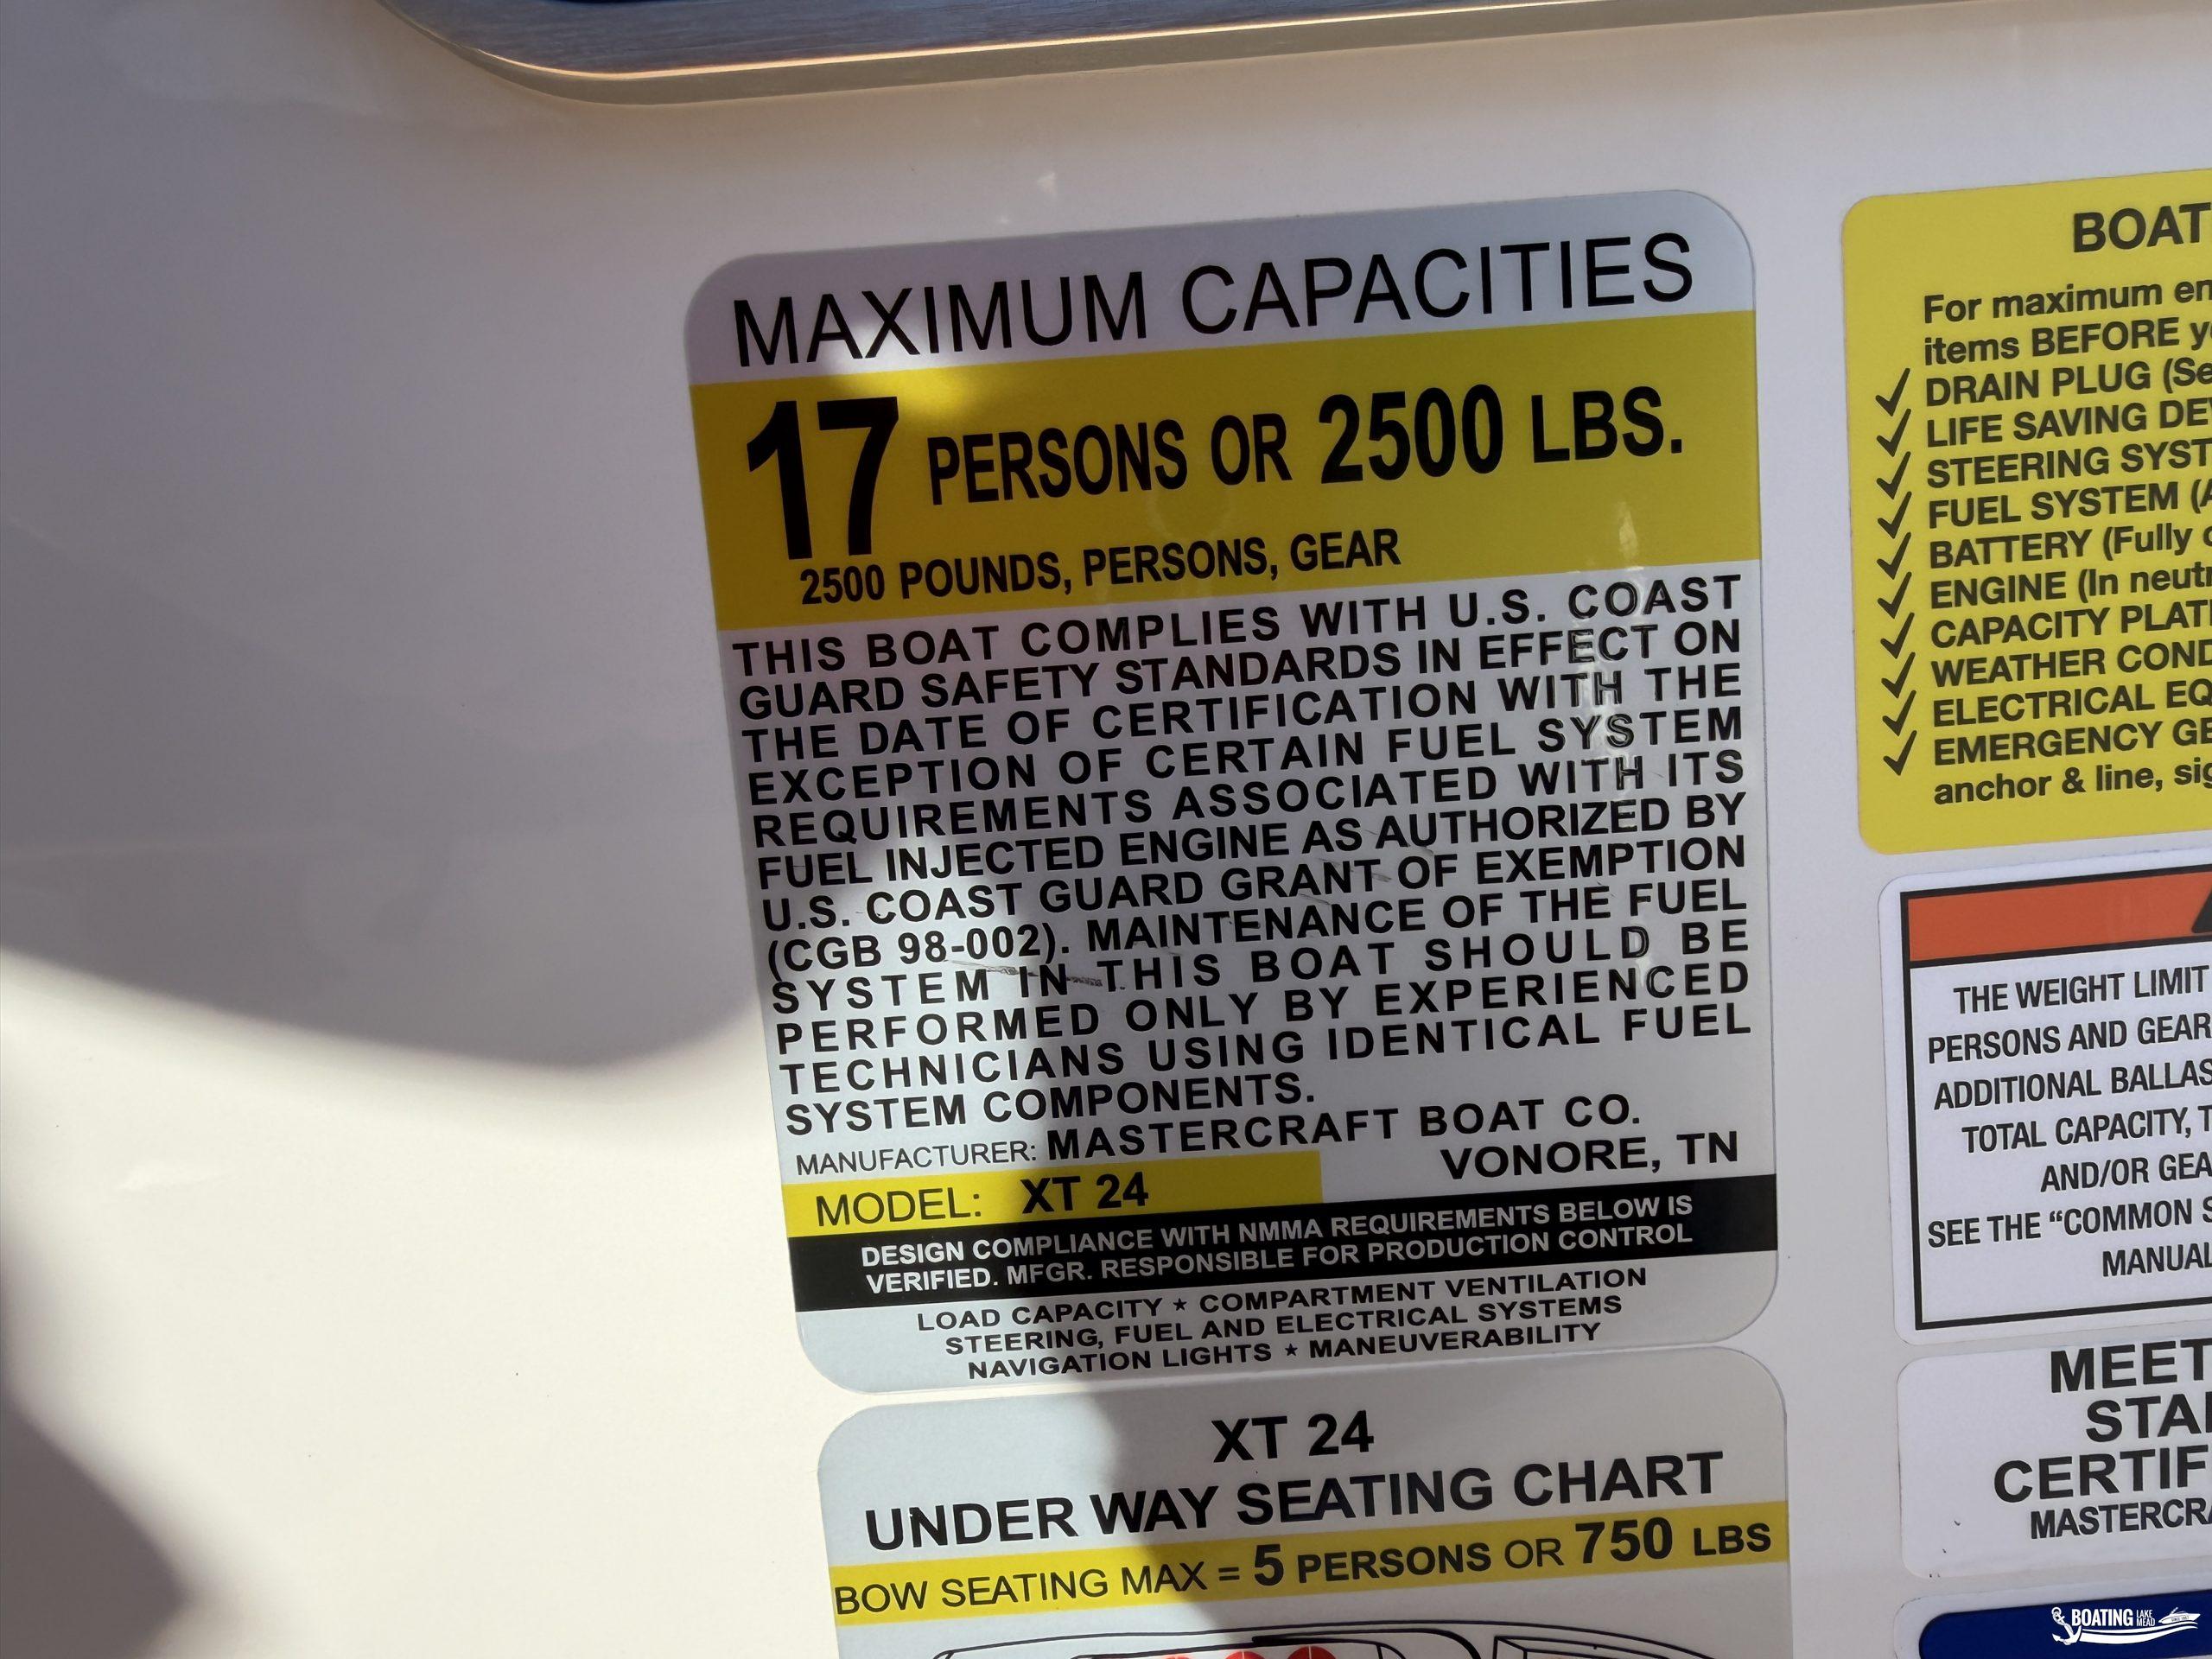 MAXIMUM CAPACITIES
17 PERSONS OR 2500 LBS.
2500 POUNDS, PERSONS, GEAR
THIS BOAT COMPLIES WITH U.S. COAST
GUARD SAFETY STANDARDS IN EFFECT ON
THE DATE OF CERTIFICATION WITH THE
EXCEPTION OF CERTAIN FUEL SYSTEM
REQUIREMENTS ASSOCIATED WITH ITS
FUEL INJECTED ENGINE AS AUTHORIZED BY
U.S. COAST GUARD GRANT OF EXEMPTION
(CGB 98-002). MAINTENANCE OF THE FUEL
SYSTEM IN THIS BOAT SHOULD BE
PERFORMED ONLY BY EXPERIENCED
TECHNICIANS USING IDENTICAL FUEL
SYSTEM COMPONENTS.
MANUFACTURER: MASTERCRAFT BOAT CO.
VONORE, TN
MODEL: XT 24
DESIGN COMPLIANCE WITH NMMA REQUIREMENTS BELOW IS
VERIFIED. MFGR. RESPONSIBLE FOR PRODUCTION CONTROL
LOAD CAPACITY ★ COMPARTMENT VENTILATION
STEERING, FUEL AND ELECTRICAL SYSTEMS
NAVIGATION LIGHTS ★ MANEUVERABILITY
XT 24
UNDER WAY SEATING CHART
BOW SEATING MAX = 5 PERSONS OR 750 LBS
BOAT
For maximum
items BEFORE
✓ DRAIN PLUG
✓ LIFE SAVING
✓ STEERING
✓ FUEL SYSTEM
✓ BATTERY (Fully
✓ ENGINE (In
✓ CAPACITY
✓ WEATHER
✓ ELECTRICAL
✓ EMERGENCY
anchor & line,
THE WEIGHT LIMIT
PERSONS AND GEAR
ADDITIONAL
TOTAL CAPACITY,
AND/OR
SEE THE "COMMON
MANUAL
MEET
BOATING LAKE MEAD